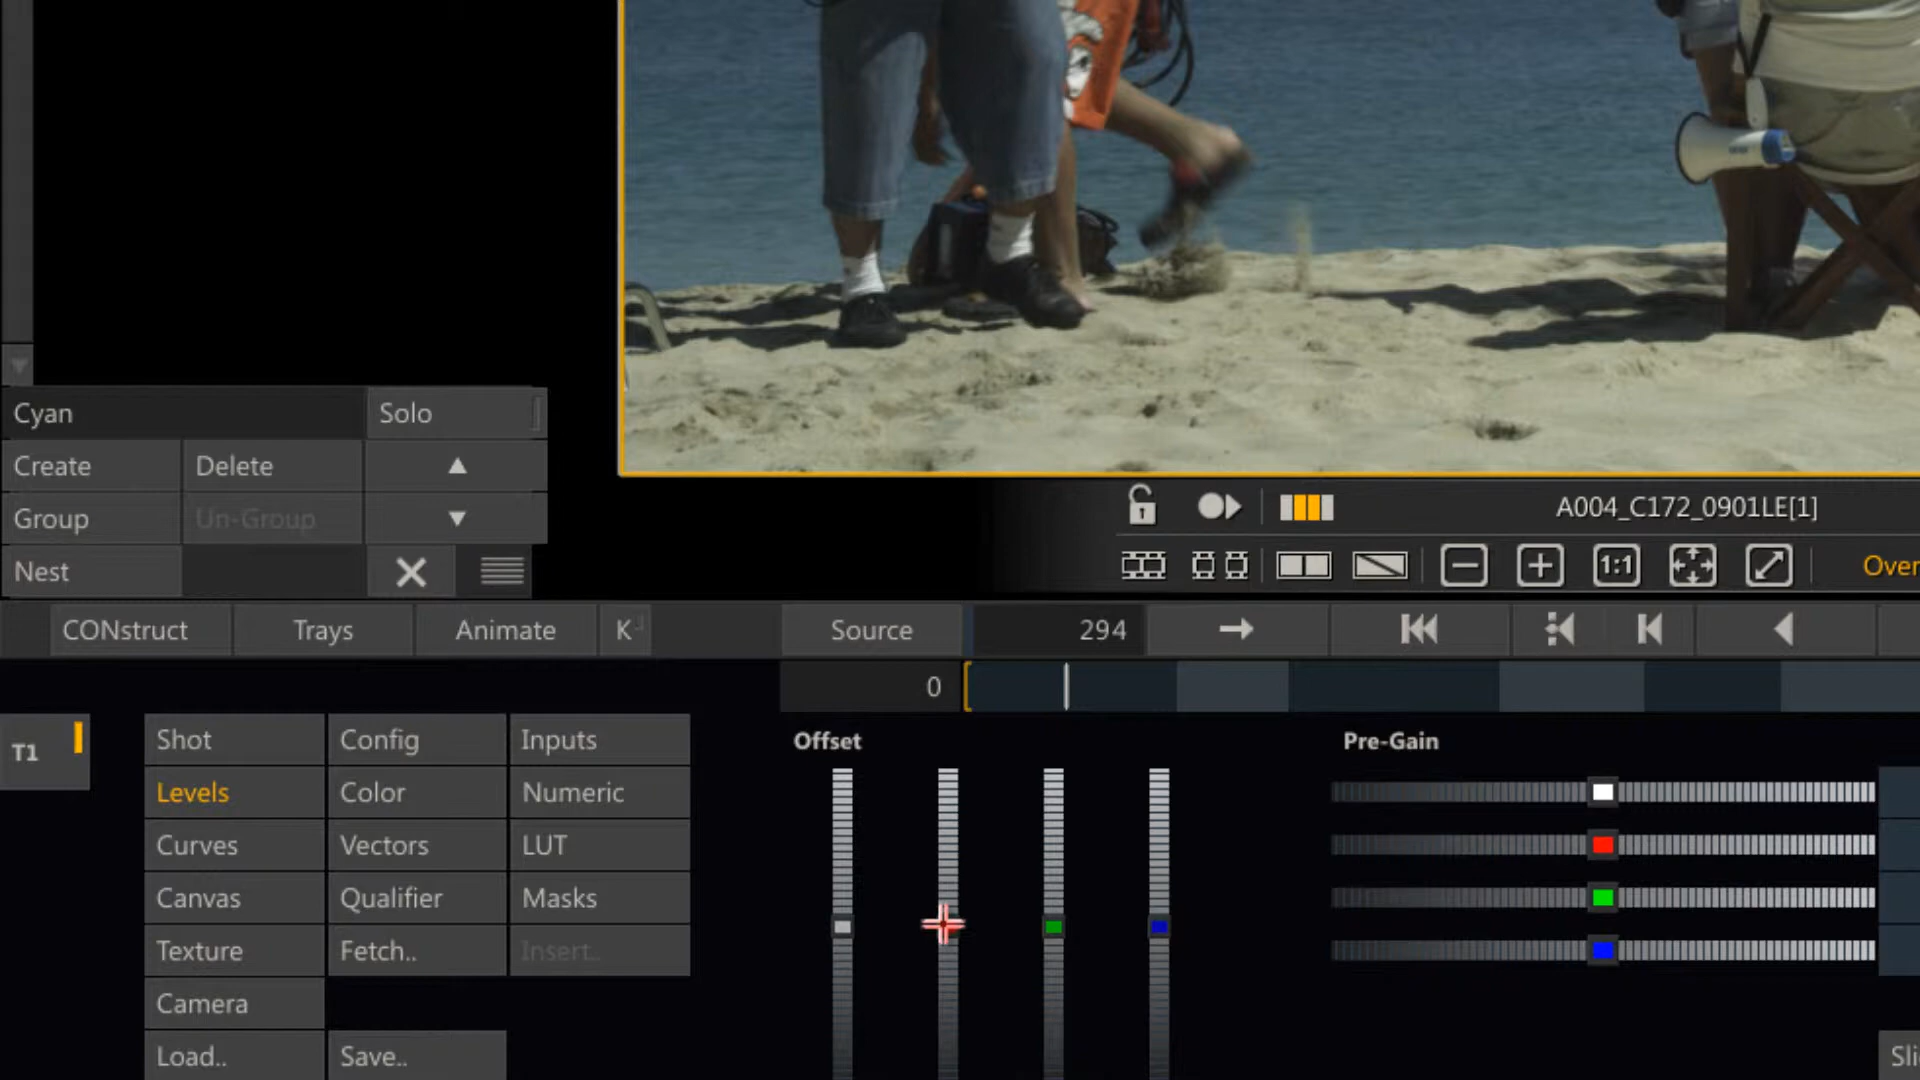 Cyan
Solo
Create
Delete
Group
Un-Group
Nest
A004_C172_0901LE[1]
1:1
Over
CONstruct
Trays
Animate
K
Source
294
0
T1
Shot
Config
Inputs
Levels
Color
Numeric
Curves
Vectors
LUT
Canvas
Qualifier
Masks
Texture
Fetch..
Insert..
Camera
Load..
Save..
Offset
Pre-Gain
Sli